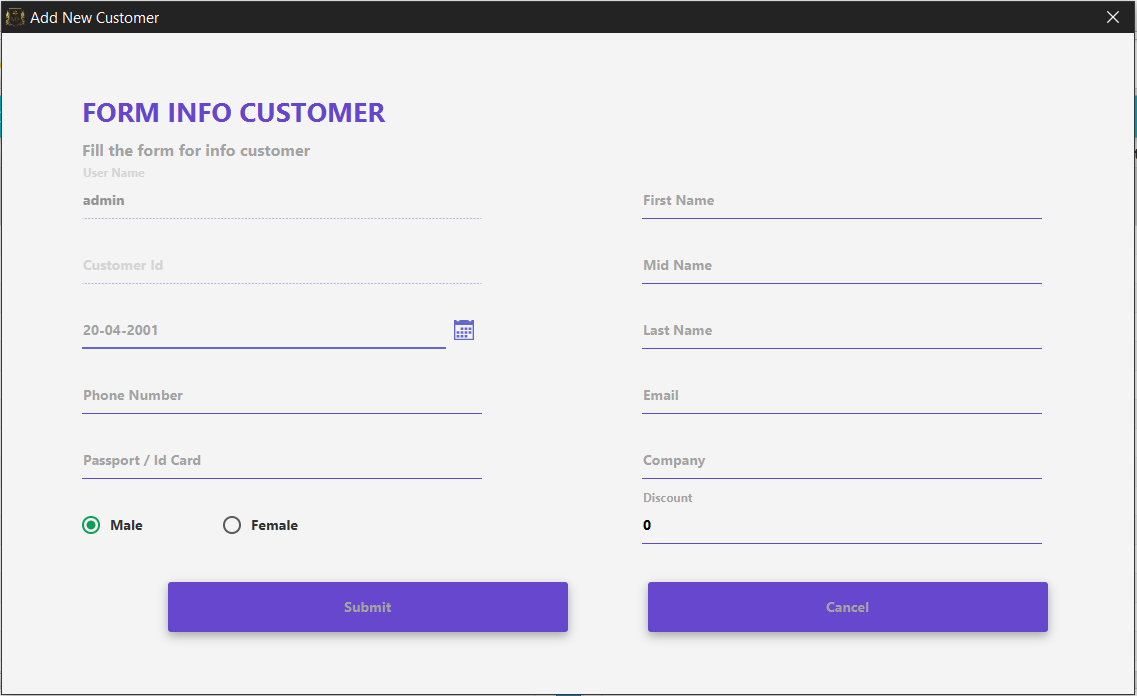 Add New Customer
FORM INFO CUSTOMER
Fill the form for info customer
User Name
admin
First Name
Customer Id
Mid Name
20-04-2001
Last Name
Phone Number
Email
Passport / Id Card
Company
Discount
Male
Female
0
Submit
Cancel